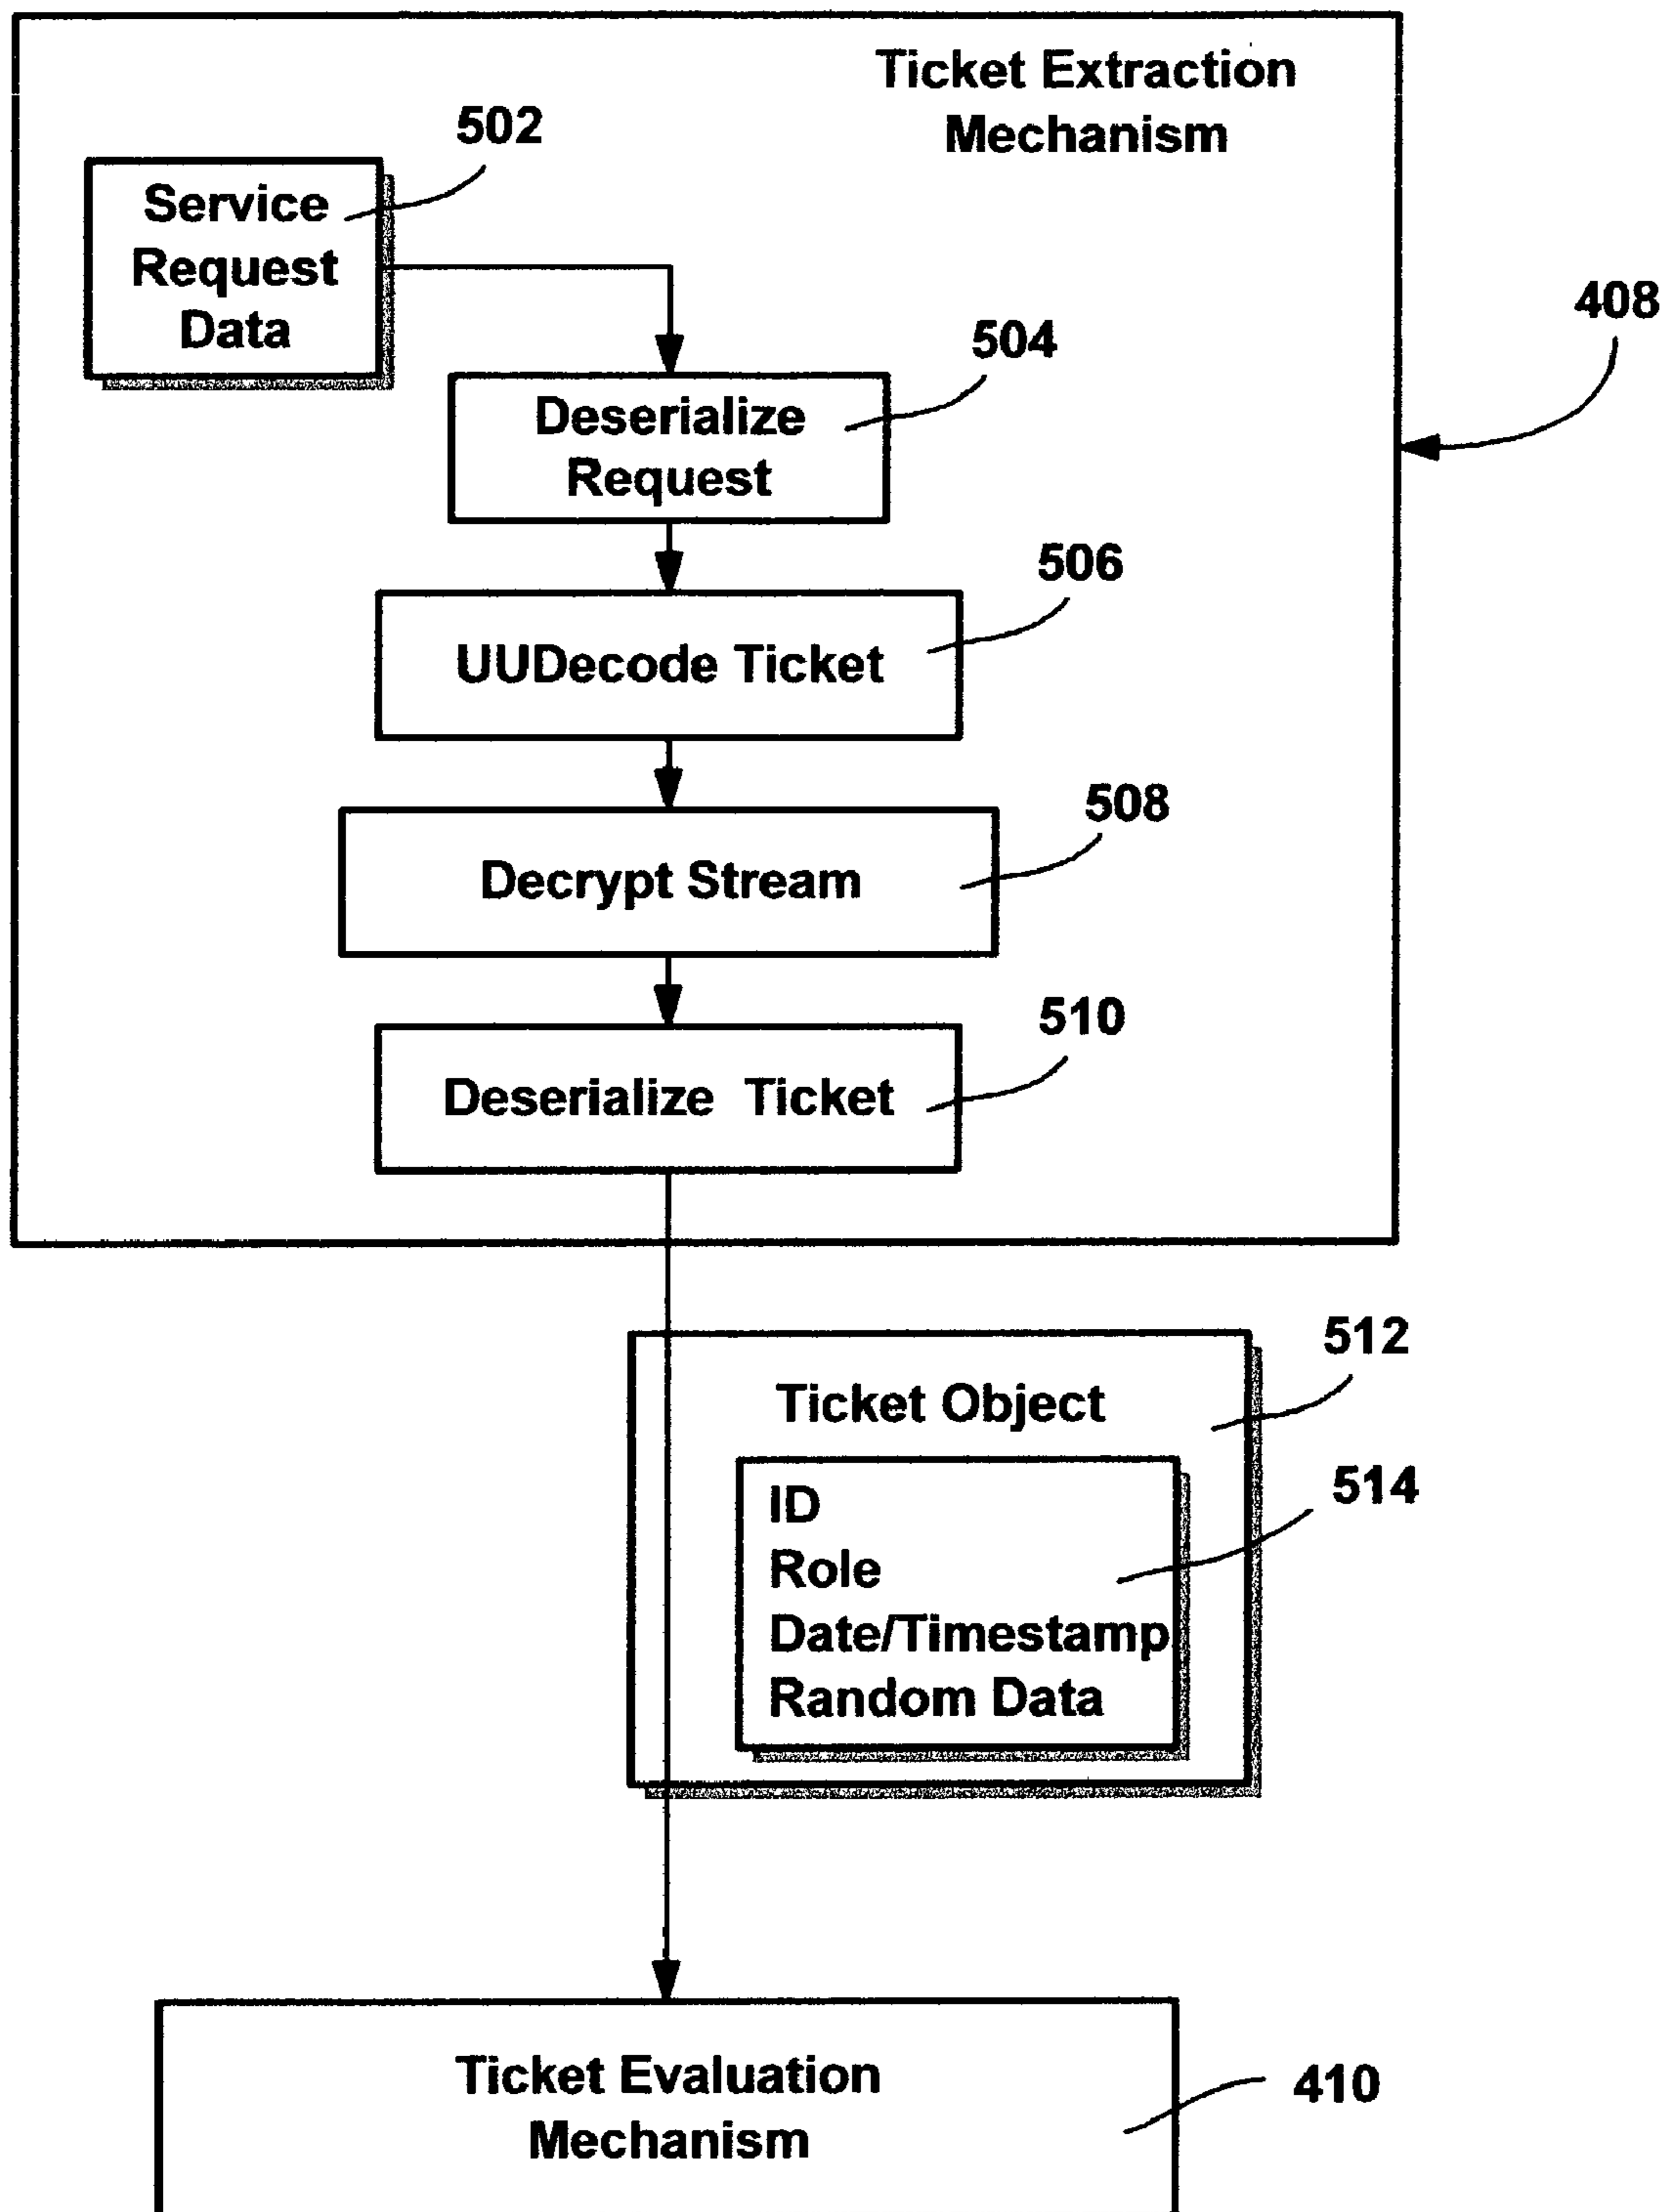 Ticket Extraction
Mechanism
502
Service
Request
Data
408
504
Deserialize
Request
506
UUDecode Ticket
508
Decrypt Stream
510
Deserialize Ticket
512
Ticket Object
514
ID
Role
Date/Timestamp
Random Data
Ticket Evaluation
Mechanism
410